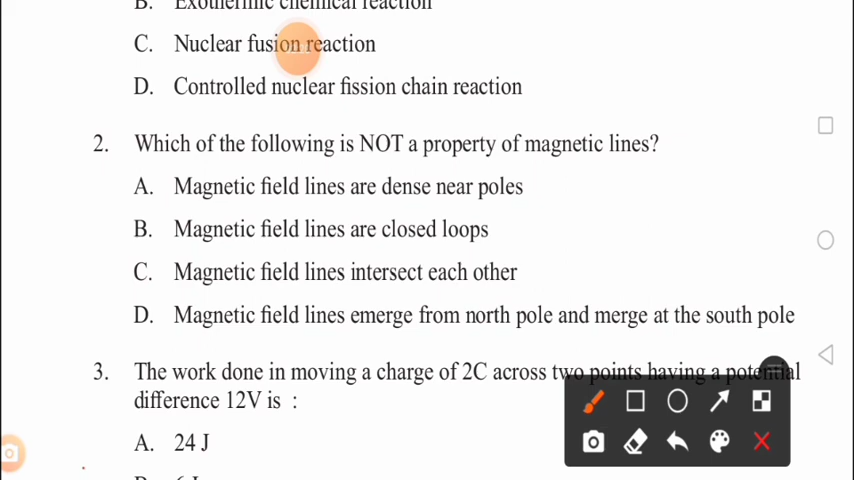 B. Exothermic chemical reaction
C. Nuclear fusion reaction
D. Controlled nuclear fission chain reaction
2. Which of the following is NOT a property of magnetic lines?
A. Magnetic field lines are dense near poles
B. Magnetic field lines are closed loops
C. Magnetic field lines intersect each other
D. Magnetic field lines emerge from north pole and merge at the south pole
3. The work done in moving a charge of 2C across two points having a potential
difference 12V is :
A. 24 J